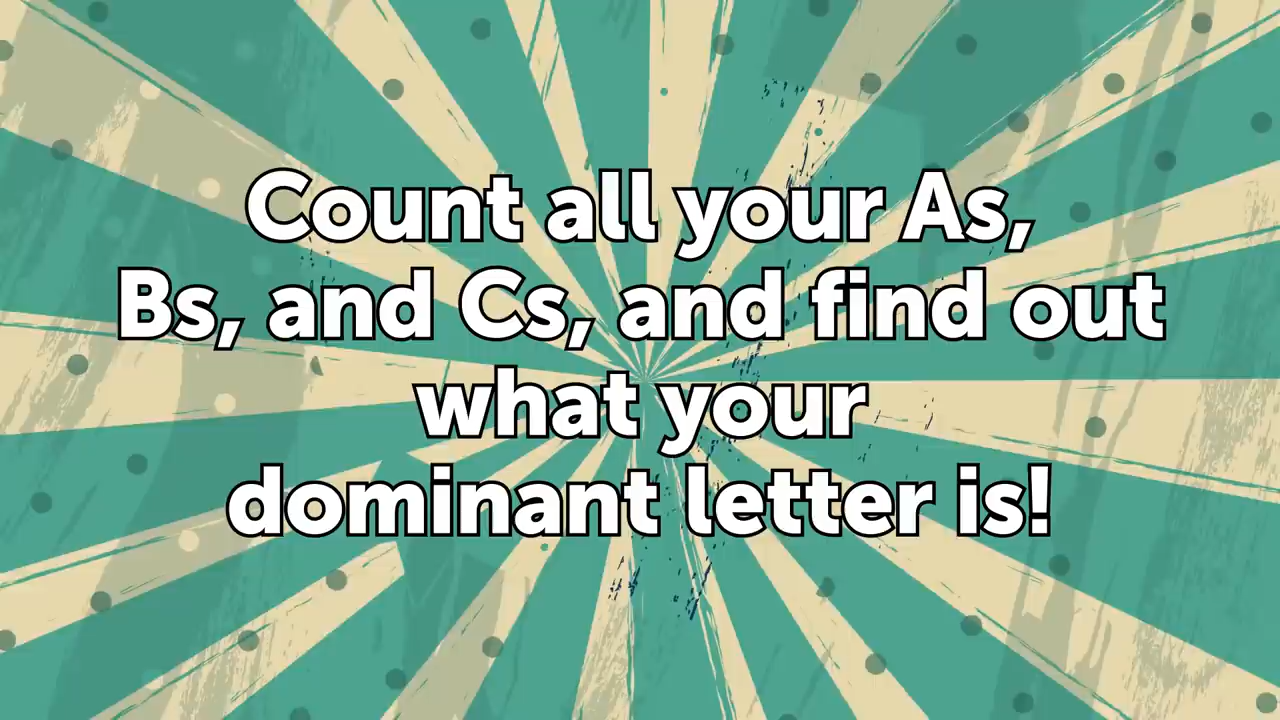 Count all your As,
Bs, and Cs, and find out
what your
dominant letter is!